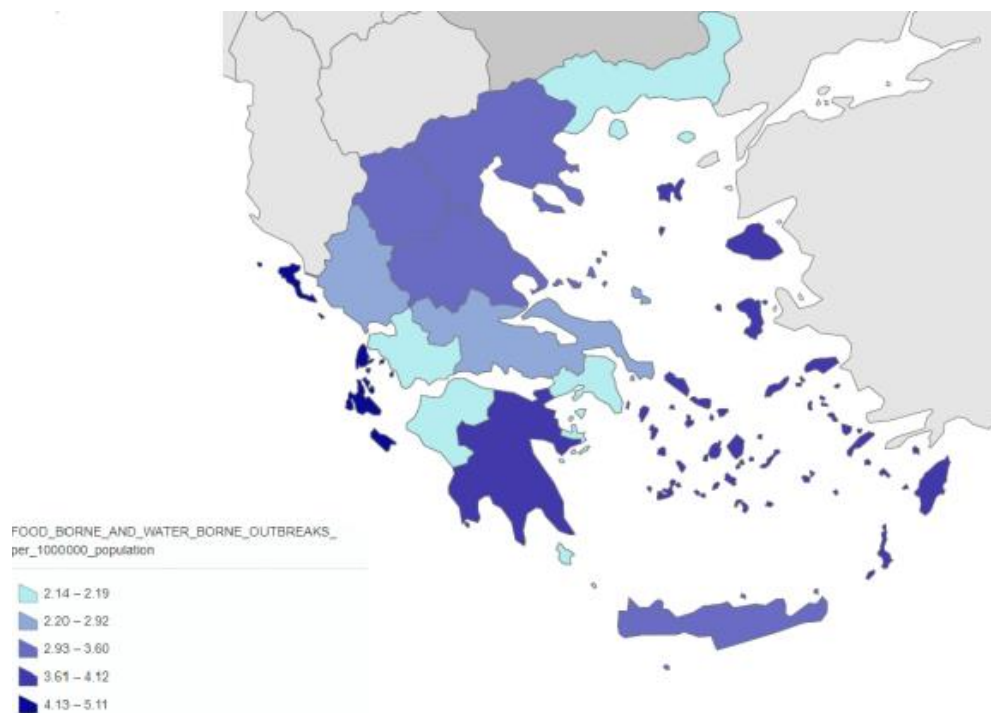 FOOD_BORNE_AND_WATER_BORNE_OUTBREAKS_
per_1000000_population
2.14 – 2.19
2.20 – 2.92
2.93 – 3.60
3.61 – 4.12
4.13 – 5.11